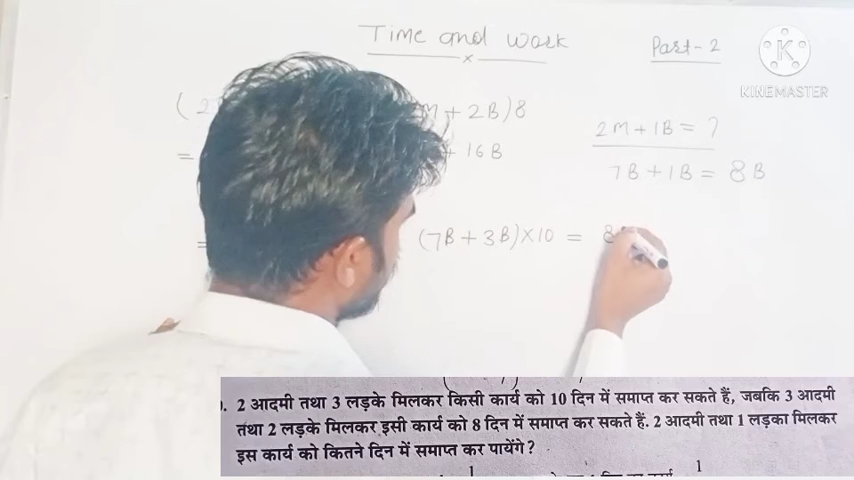 Time and work
Part-2
KINEMASTER
M + 2B) 8
2M + 1B = ?
+ 16B
7B + 1B = 8B
(7B + 3B) × 10 = 8
2 आदमी तथा 3 लड़के मिलकर किसी कार्य को 10 दिन में समाप्त कर सकते हैं, जबकि 3 आदमी
तथा 2 लड़के मिलकर इसी कार्य को 8 दिन में समाप्त कर सकते हैं. 2 आदमी तथा 1 लड़का मिलकर
इस कार्य को कितने दिन में समाप्त कर पायेंगे ?